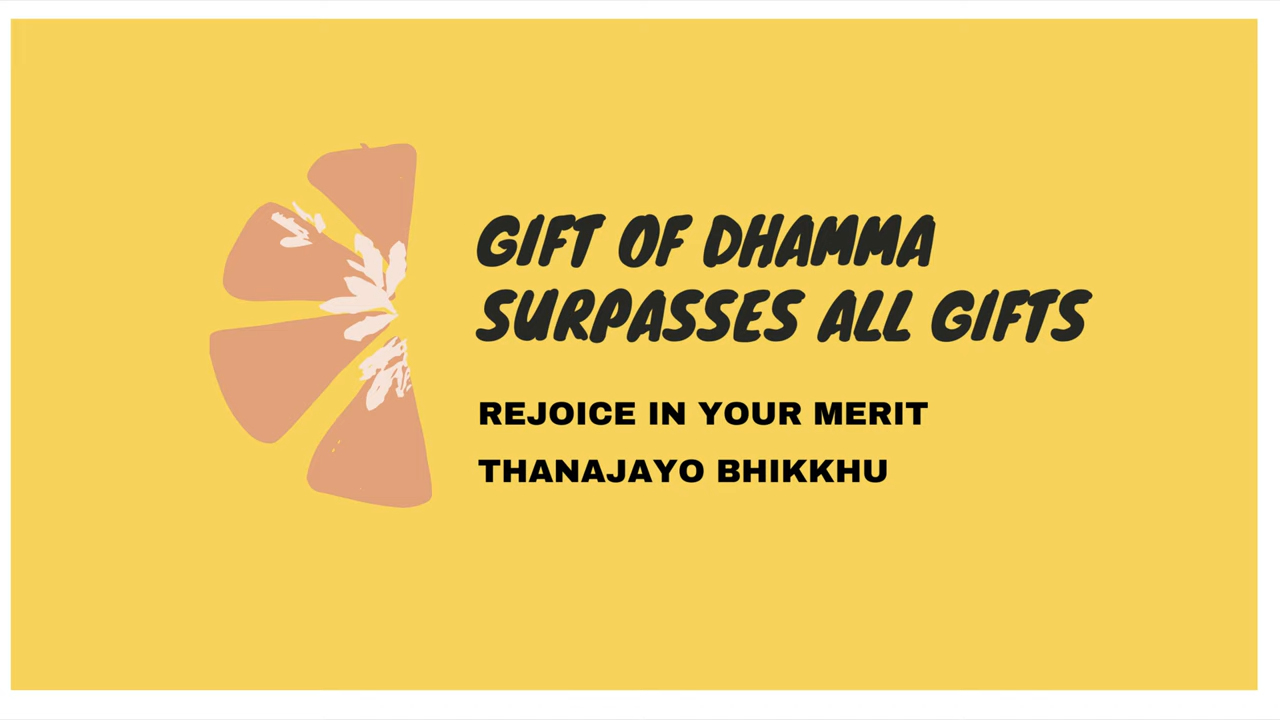 GIFT OF DHAMMA
SURPASSES ALL GIFTS
REJOICE IN YOUR MERIT
THANAJAYO BHIKKHU